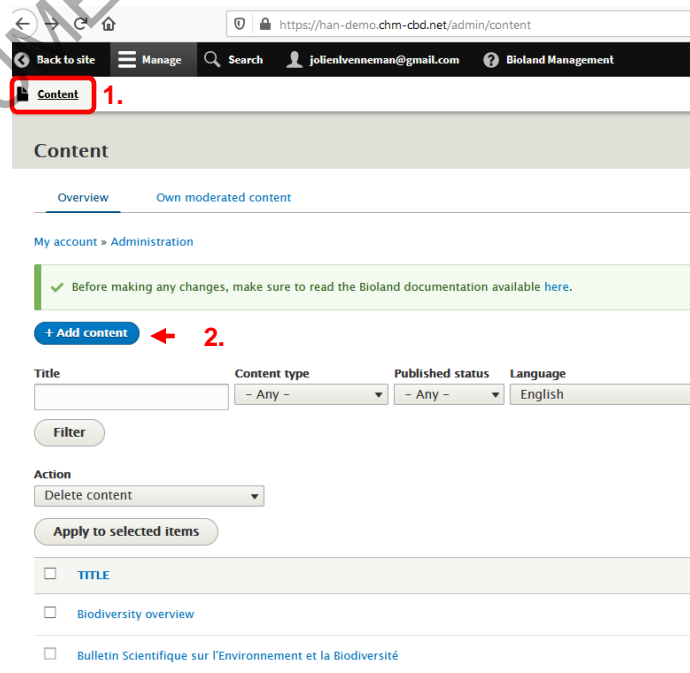 https://han-demo.chm-cbd.net/admin/content
Back to site Manage Search jolienlvenneman@gmail.com Bioland Management
Content 1.
Content
Overview Own moderated content
My account » Administration
Before making any changes, make sure to read the Bioland documentation available here.
+ Add content 2.
Title Content type Published status Language
– Any – – Any – English
Filter
Action
Delete content
Apply to selected items
TITLE
Biodiversity overview
Bulletin Scientifique sur l'Environnement et la Biodiversité